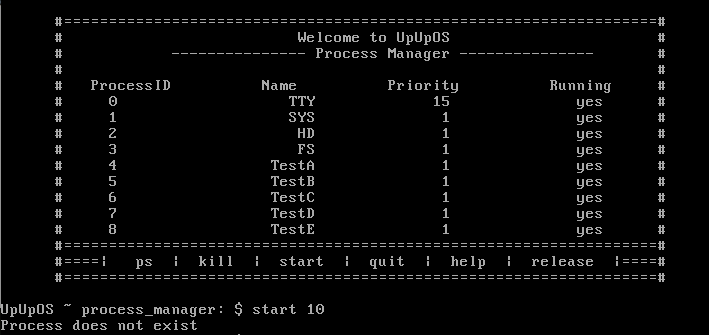 #=============================================================#
# Welcome to UpUpOS #
# --------------- Process Manager --------------- #
# #
# ProcessID Name Priority Running #
# 0 TTY 15 yes #
# 1 SYS 1 yes #
# 2 HD 1 yes #
# 3 FS 1 yes #
# 4 TestA 1 yes #
# 5 TestB 1 yes #
# 6 TestC 1 yes #
# 7 TestD 1 yes #
# 8 TestE 1 yes #
#=============================================================#
#====¦ ps ¦ kill ¦ start ¦ quit ¦ help ¦ release ¦====#
#=============================================================#
UpUpOS ~ process_manager: $ start 10
Process does not exist